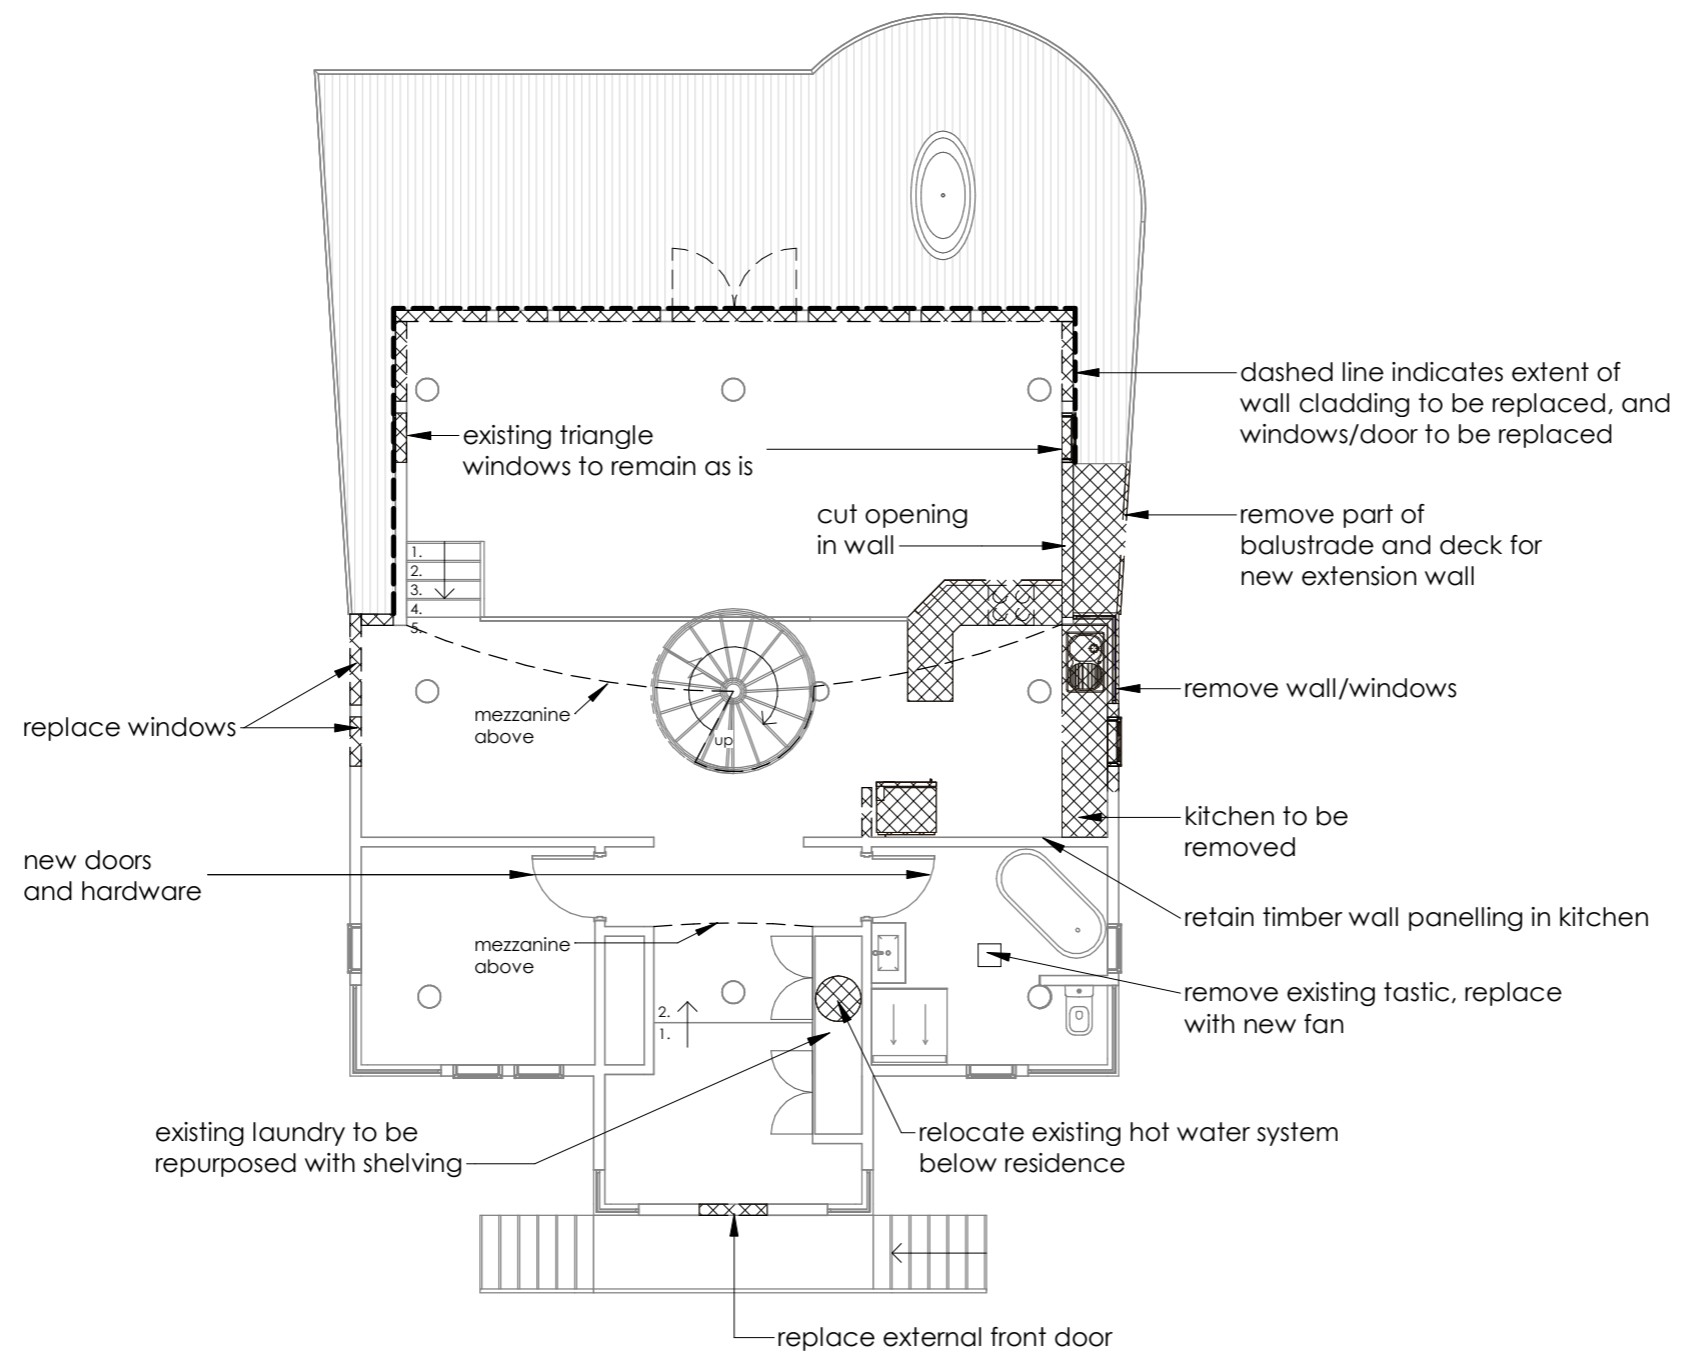 dashed line indicates extent of
wall cladding to be replaced, and
windows/door to be replaced
existing triangle
windows to remain as is
cut opening
in wall
remove part of
balustrade and deck for
new extension wall
1.
2.
3.
4.
5.
replace windows
mezzanine
above
up
remove wall/windows
kitchen to be
removed
new doors
and hardware
retain timber wall panelling in kitchen
mezzanine
above
remove existing tastic, replace
with new fan
2.
1.
existing laundry to be
repurposed with shelving
relocate existing hot water system
below residence
replace external front door